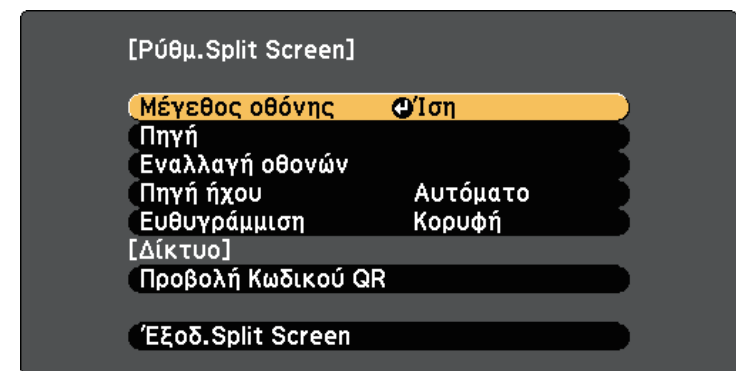 [Ρύθμ.Split Screen]
Μέγεθος οθόνης Ίση
Πηγή
Εναλλαγή οθονών
Πηγή ήχου Αυτόματο
Ευθυγράμμιση Κορυφή
[Δίκτυο]
Προβολή Κωδικού QR
Έξοδ.Split Screen